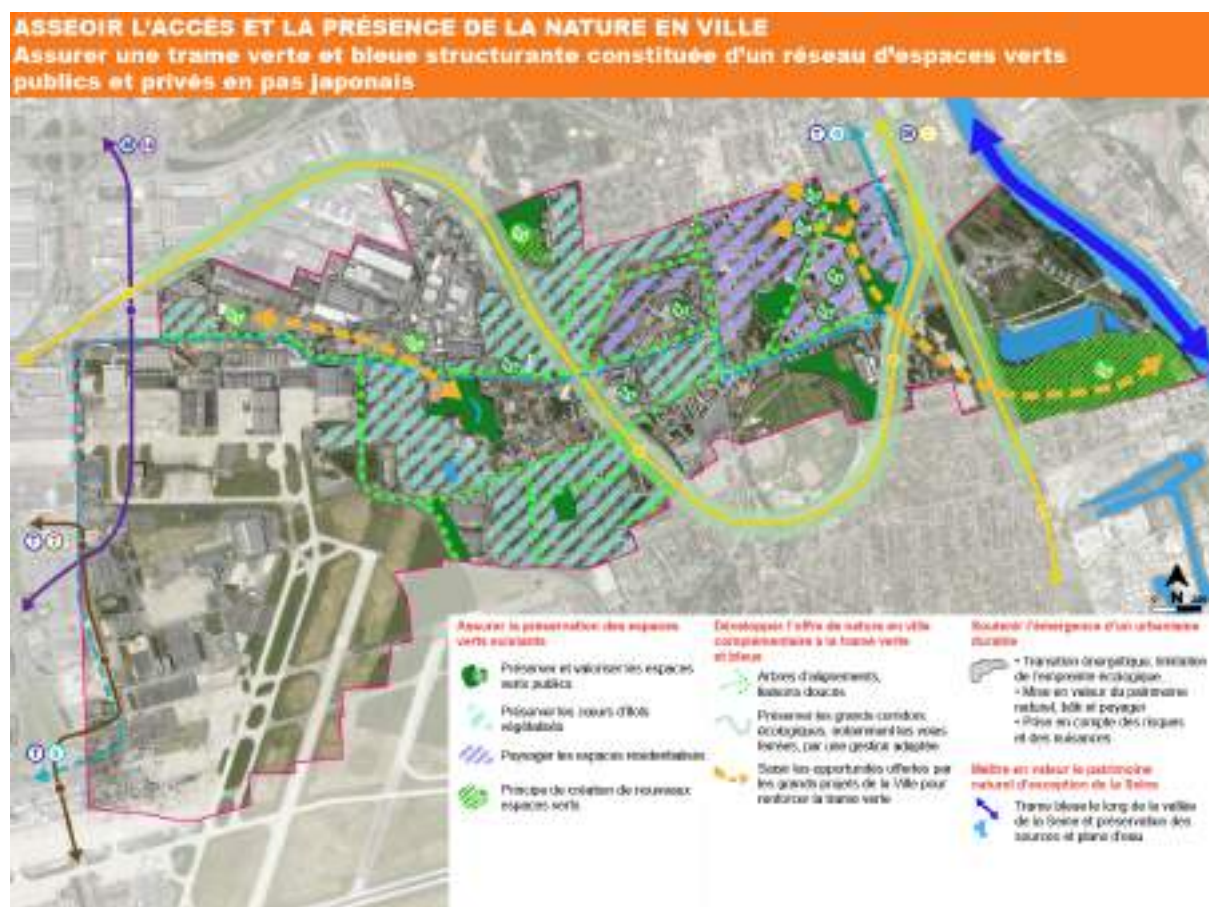 ASSEOIR L'ACCÈS ET LA PRÉSENCE DE LA NATURE EN VILLE
Assurer une trame verte et bleue structurante constituée d'un réseau d'espaces verts
publics et privés en pas japonais
N
Assurer la préservation des espaces
verts existants
Préserver et valoriser les espaces
verts publics
Préserver les cœurs d'îlots
végétalisés
Paysager les espaces résidentialisés
Principe de création de nouveaux
espaces verts
Développer l'offre de nature en ville
complémentaire à la trame verte
et bleue
Arbres d'alignements,
liaisons douces
Préserver les grands corridors
écologiques, notamment les voies
ferrées, par une gestion adaptée
Saisir les opportunités offertes par
les grands projets de la Ville pour
renforcer la trame verte
Soutenir l'émergence d'un urbanisme
durable
• Transition énergétique, limitation
de l'empreinte écologique
• Mise en valeur du patrimoine
naturel, bâti et paysager
• Prise en compte des risques
et des nuisances
Mettre en valeur le patrimoine
naturel d'exception de la Seine
Trame bleue le long de la vallée
de la Seine et préservation des
sources et plans d'eau